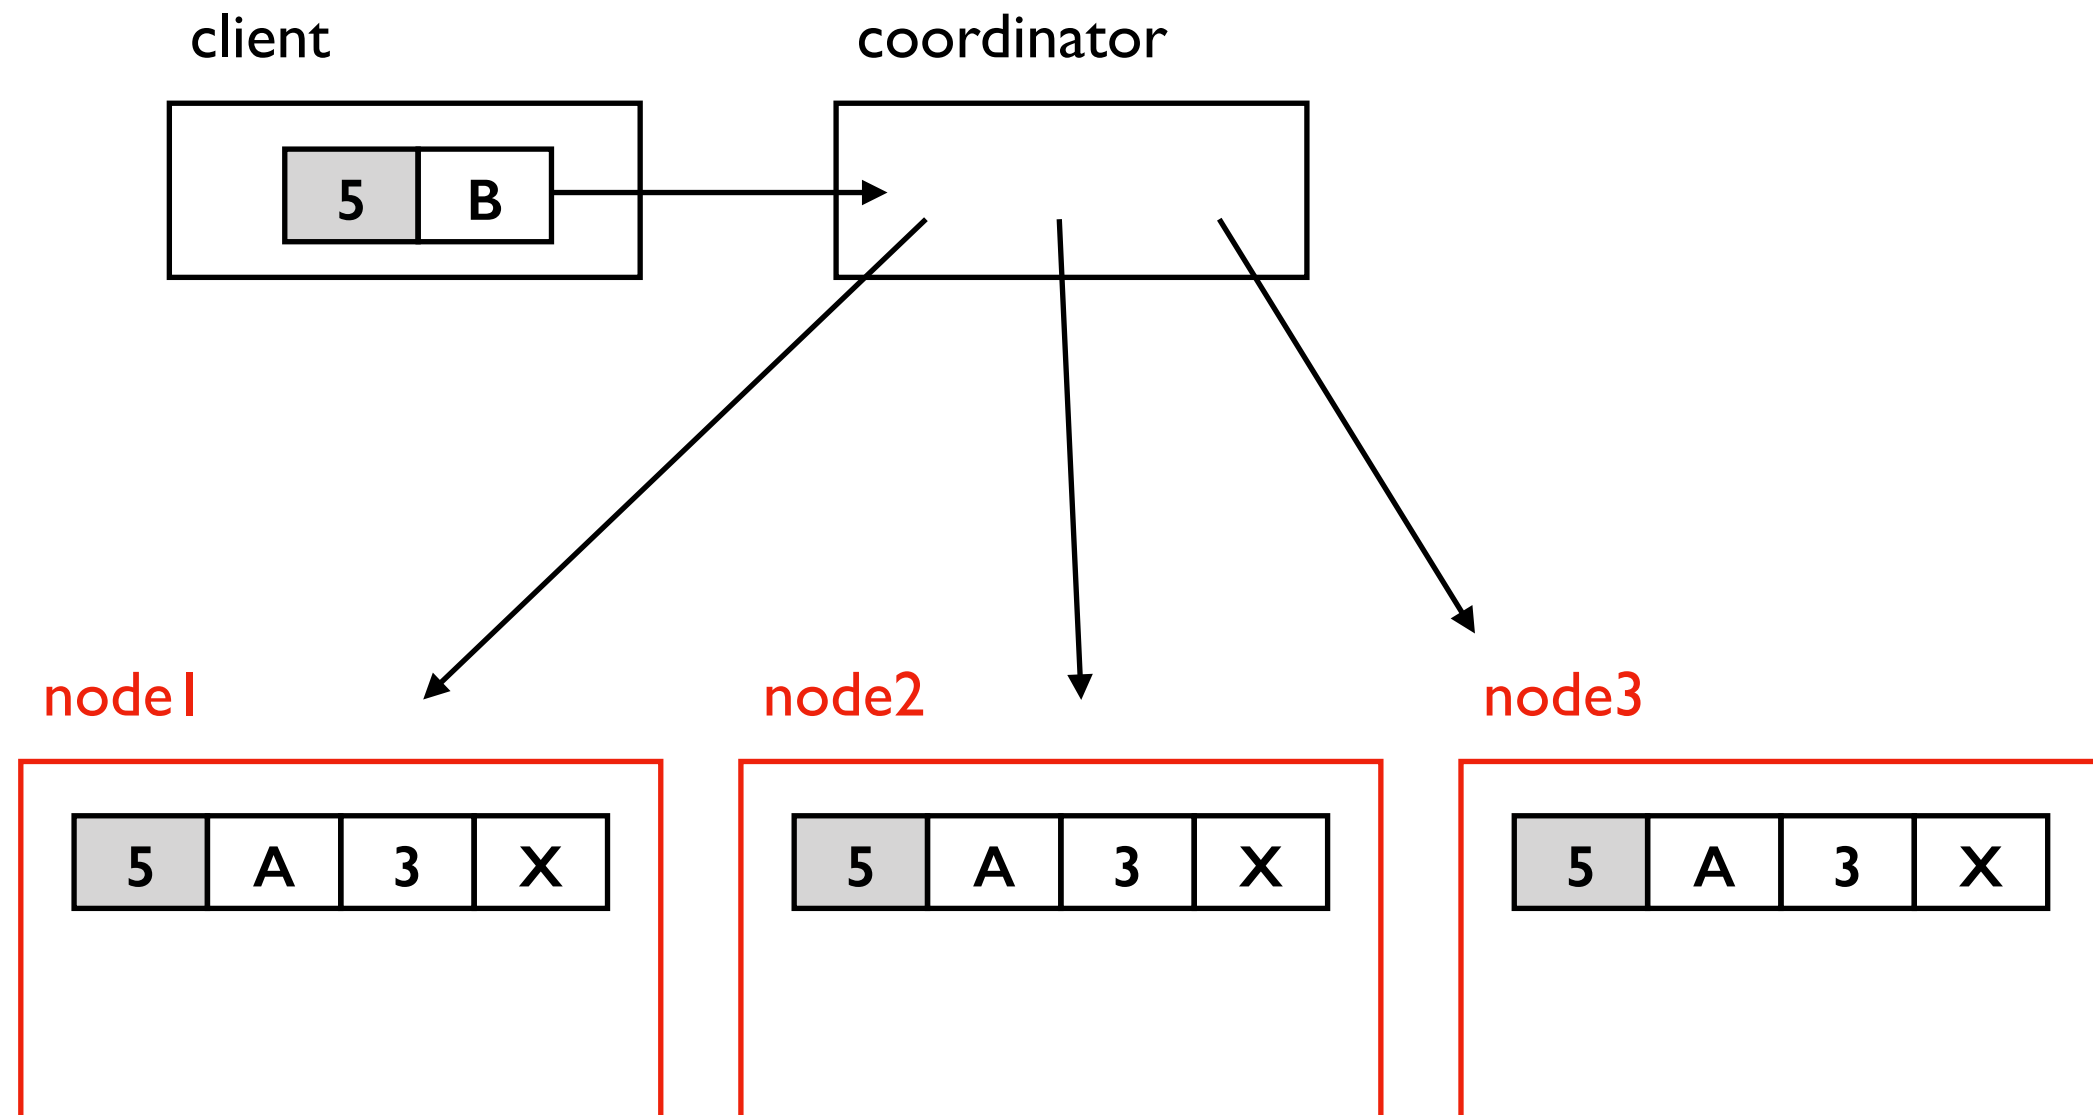 client coordinator
5 B
node1 node2 node3
5 A 3 X 5 A 3 X 5 A 3 X